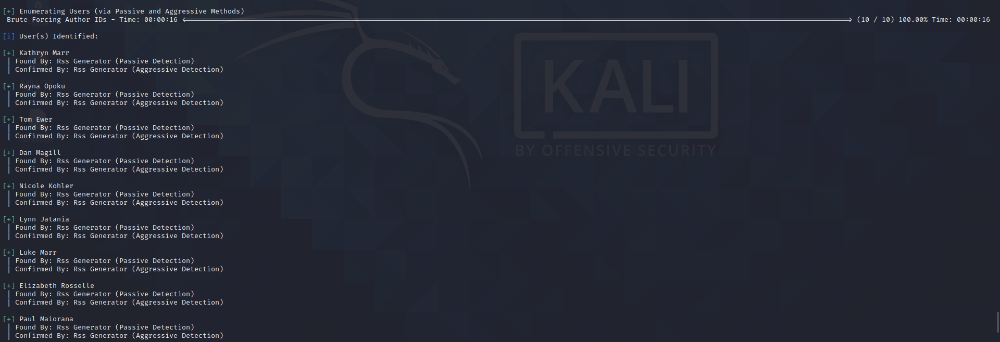 [+] Enumerating Users (via Passive and Aggressive Methods)
Brute Forcing Author IDs - Time: 00:00:16 <==============================================================> (10 / 10) 100.00% Time: 00:00:16
[i] User(s) Identified:
[+] Kathryn Marr
| Found By: Rss Generator (Passive Detection)
| Confirmed By: Rss Generator (Aggressive Detection)
[+] Rayna Opoku
| Found By: Rss Generator (Passive Detection)
| Confirmed By: Rss Generator (Aggressive Detection)
[+] Tom Ewer
| Found By: Rss Generator (Passive Detection)
| Confirmed By: Rss Generator (Aggressive Detection)
[+] Dan Magill
| Found By: Rss Generator (Passive Detection)
| Confirmed By: Rss Generator (Aggressive Detection)
[+] Nicole Kohler
| Found By: Rss Generator (Passive Detection)
| Confirmed By: Rss Generator (Aggressive Detection)
[+] Lynn Jatania
| Found By: Rss Generator (Passive Detection)
| Confirmed By: Rss Generator (Aggressive Detection)
[+] Luke Marr
| Found By: Rss Generator (Passive Detection)
| Confirmed By: Rss Generator (Aggressive Detection)
[+] Elizabeth Rosselle
| Found By: Rss Generator (Passive Detection)
| Confirmed By: Rss Generator (Aggressive Detection)
[+] Paul Maiorana
| Found By: Rss Generator (Passive Detection)
| Confirmed By: Rss Generator (Aggressive Detection)
KALI
BY OFFENSIVE SECURITY
Home